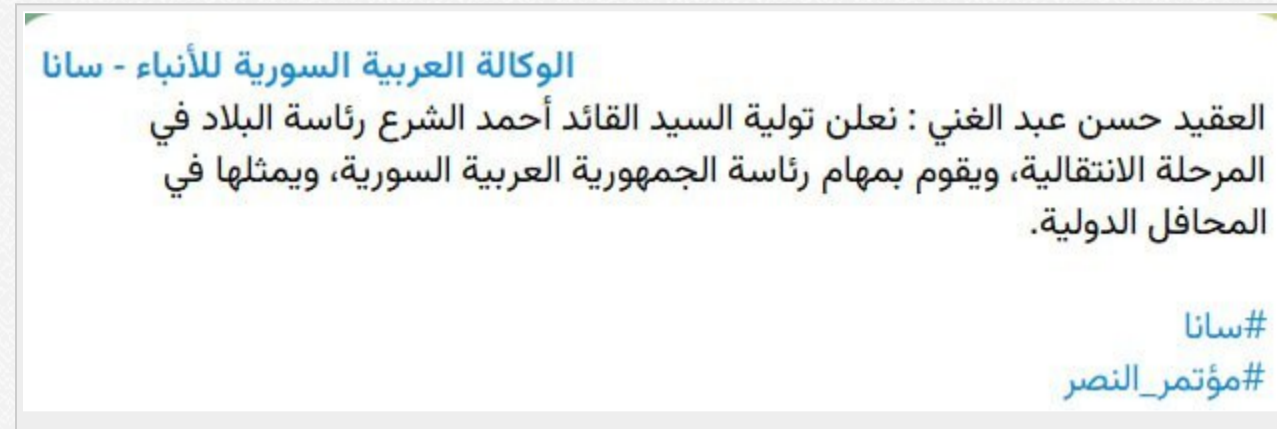 الوكالة العربية السورية للأنباء - سانا
العقيد حسن عبد الغني : نعلن تولية السيد القائد أحمد الشرع رئاسة البلاد في
المرحلة الانتقالية، ويقوم بمهام رئاسة الجمهورية العربية السورية، ويمثلها في
المحافل الدولية.
#سانا
#مؤتمر_النصر